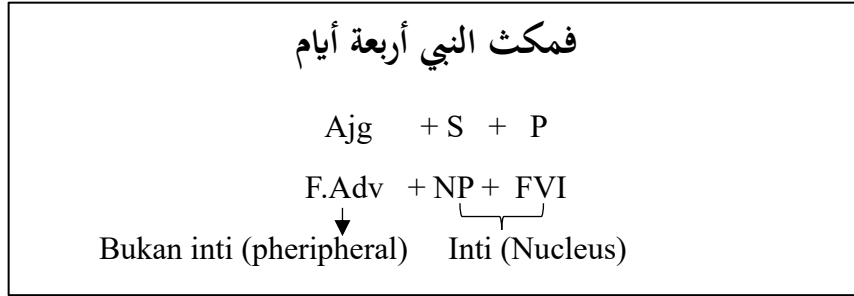 فمكث النبي أربعة أيام
Ajg + S + P
F.Adv + NP + FVI
Bukan inti (pheripheral) Inti (Nucleus)